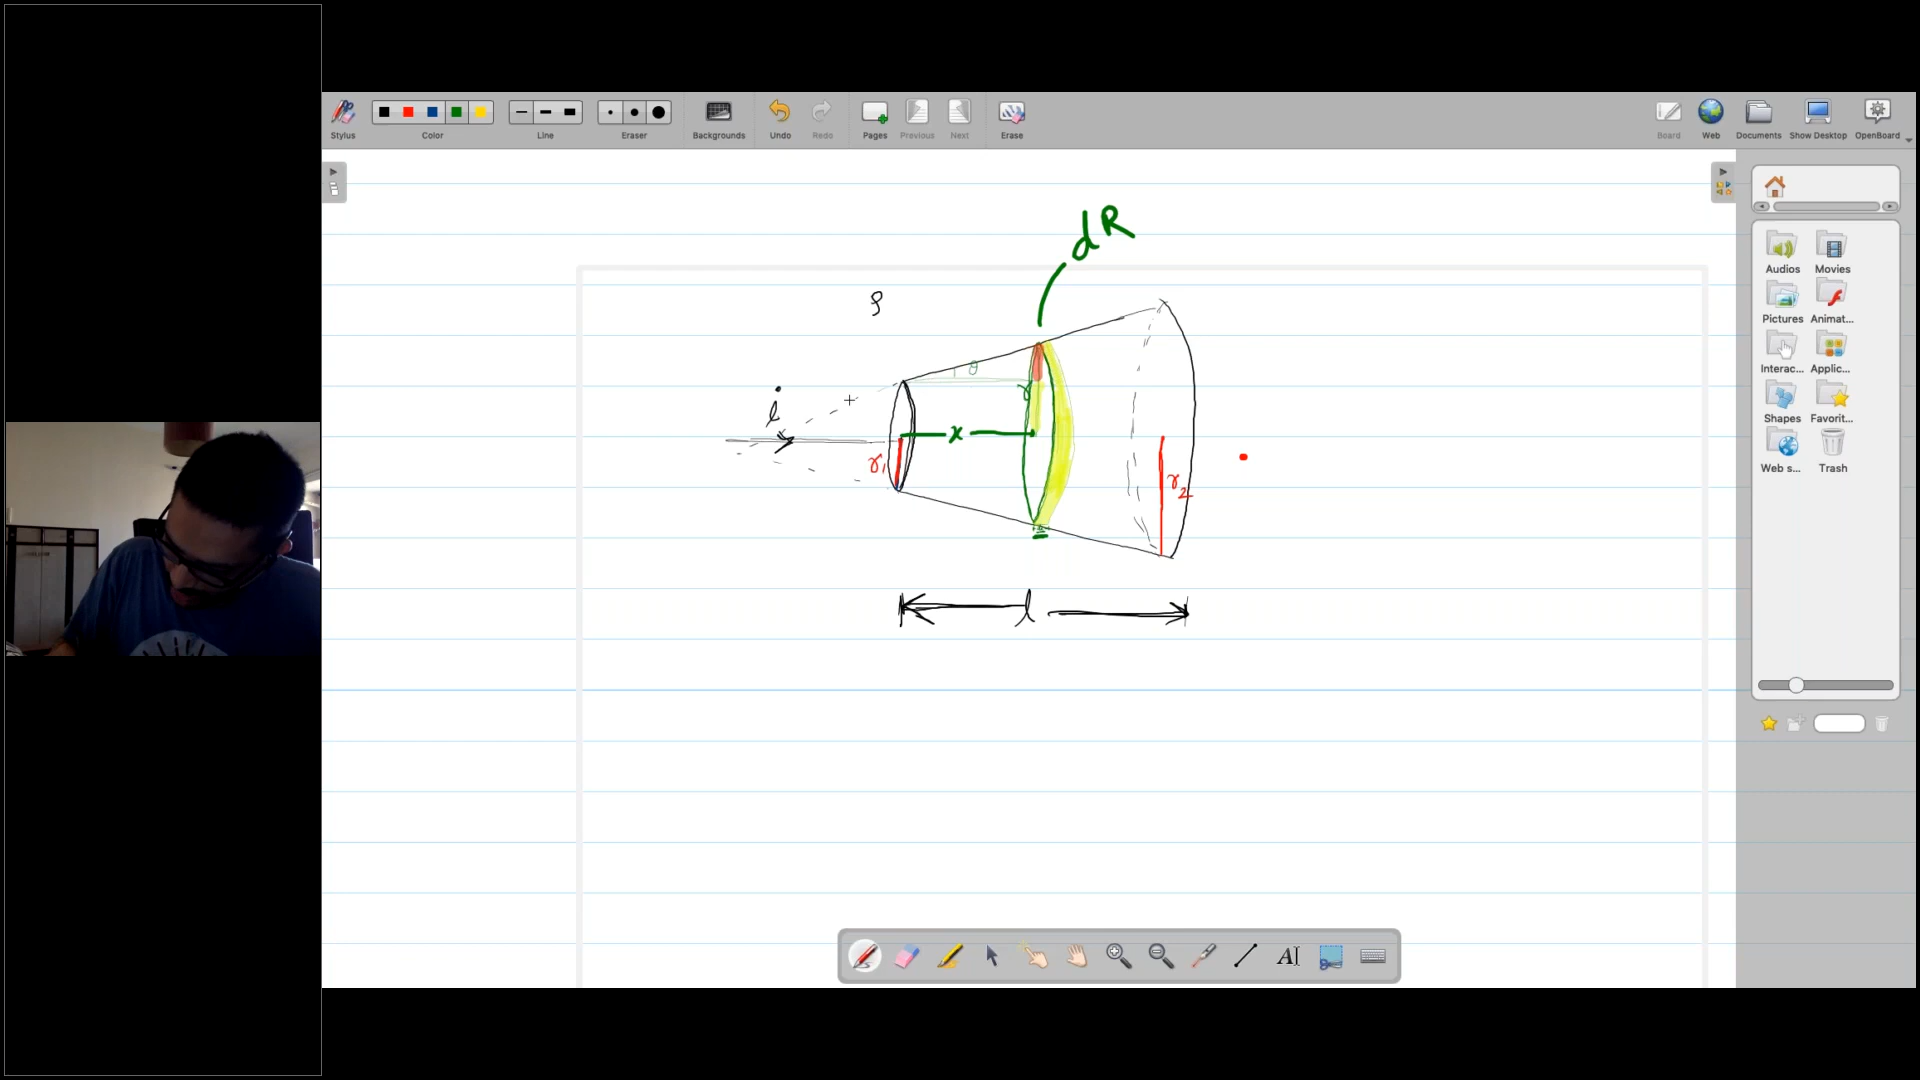 Stylus
Color
Line
Eraser
Backgrounds
Undo
Redo
Pages
Previous
Next
Erase
Board
Web
Documents
Show Desktop
OpenBoard
dR
ρ
θ
i
r
x
r₁
r₂
l
Audios
Movies
Pictures
Animat...
Interac...
Applic...
Shapes
Favorit...
Web s...
Trash
AI